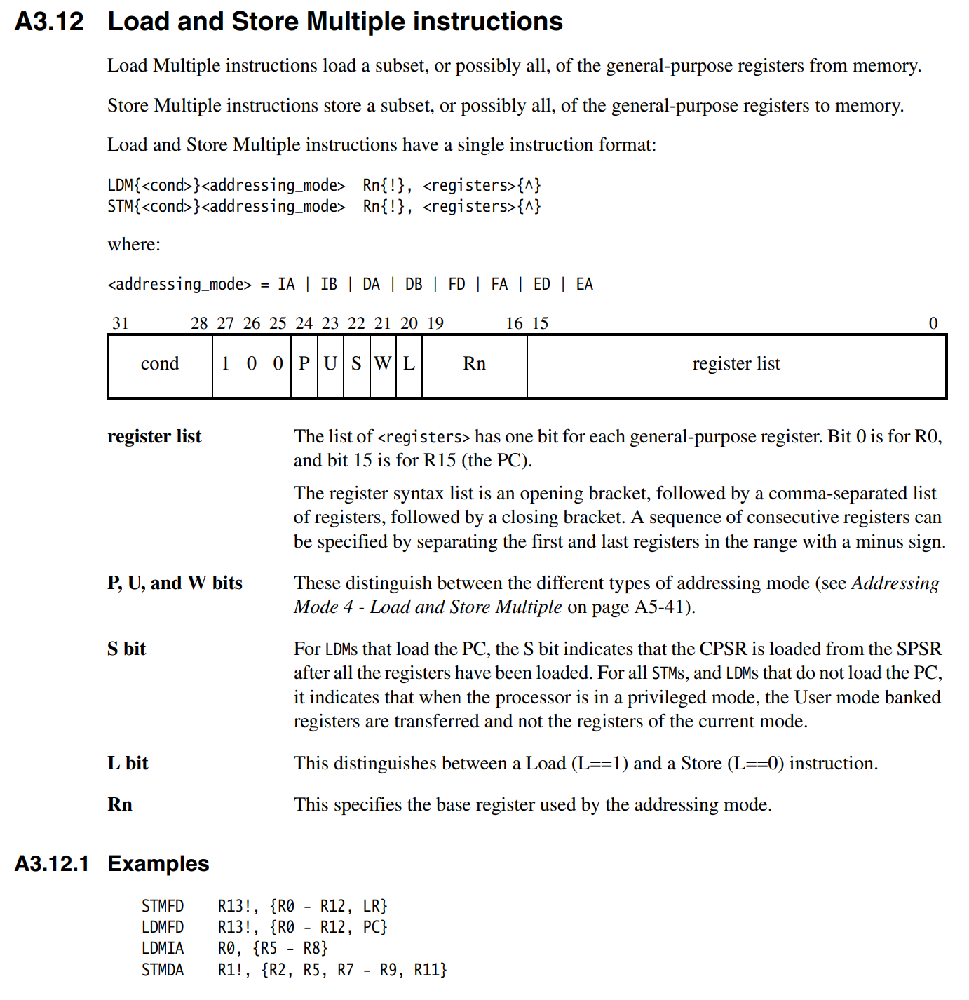 A3.12 Load and Store Multiple instructions
Load Multiple instructions load a subset, or possibly all, of the general-purpose registers from memory.
Store Multiple instructions store a subset, or possibly all, of the general-purpose registers to memory.
Load and Store Multiple instructions have a single instruction format:
LDM{<cond>}<addressing_mode> Rn{!}, <registers>{^}
STM{<cond>}<addressing_mode> Rn{!}, <registers>{^}
where:
<addressing_mode> = IA | IB | DA | DB | FD | FA | ED | EA
31 28 27 26 25 24 23 22 21 20 19 16 15 0
cond 1 0 0 P U S W L Rn register list
register list The list of <registers> has one bit for each general-purpose register. Bit 0 is for R0,
and bit 15 is for R15 (the PC).
The register syntax list is an opening bracket, followed by a comma-separated list
of registers, followed by a closing bracket. A sequence of consecutive registers can
be specified by separating the first and last registers in the range with a minus sign.
P, U, and W bits These distinguish between the different types of addressing mode (see Addressing
Mode 4 - Load and Store Multiple on page A5-41).
S bit For LDMs that load the PC, the S bit indicates that the CPSR is loaded from the SPSR
after all the registers have been loaded. For all STMs, and LDMs that do not load the PC,
it indicates that when the processor is in a privileged mode, the User mode banked
registers are transferred and not the registers of the current mode.
L bit This distinguishes between a Load (L==1) and a Store (L==0) instruction.
Rn This specifies the base register used by the addressing mode.
A3.12.1 Examples
STMFD R13!, {R0 - R12, LR}
LDMFD R13!, {R0 - R12, PC}
LDMIA R0, {R5 - R8}
STMDA R1!, {R2, R5, R7 - R9, R11}